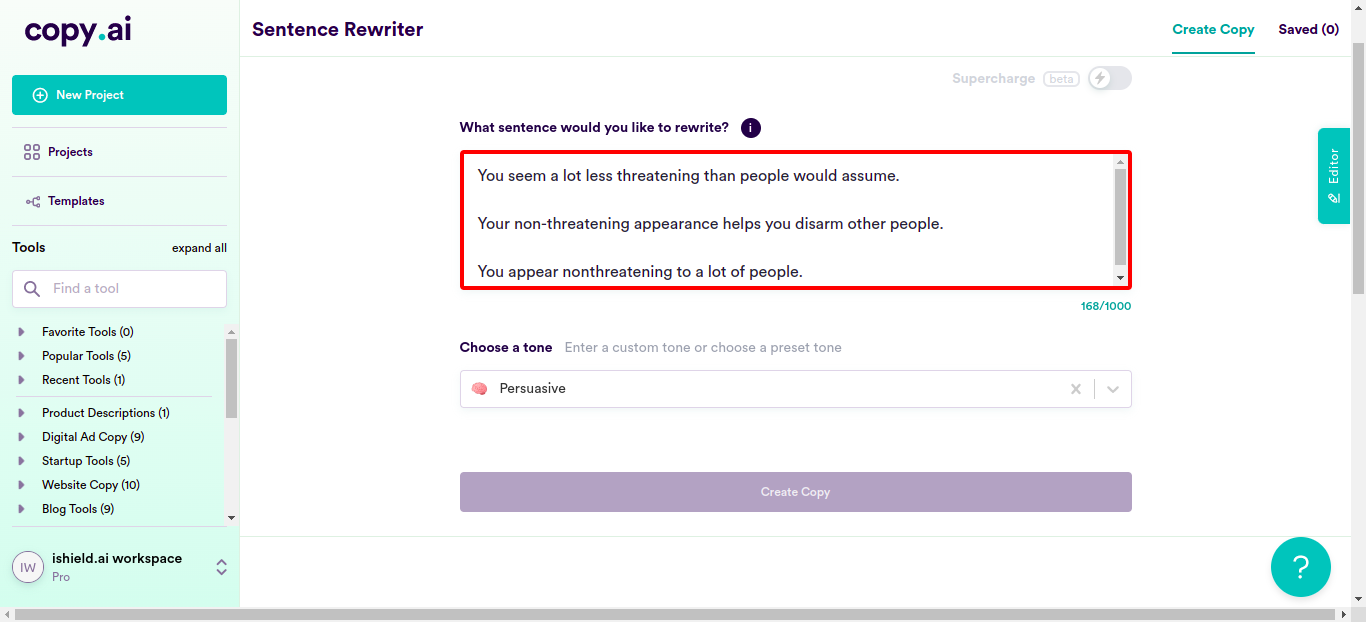 copy.ai
New Project
Projects
Templates
Tools expand all
Find a tool
Favorite Tools (0)
Popular Tools (5)
Recent Tools (1)
Product Descriptions (1)
Digital Ad Copy (9)
Startup Tools (5)
Website Copy (10)
Blog Tools (9)
IW
ishield.ai workspace
Pro
Sentence Rewriter
Create Copy Saved (0)
Supercharge beta
What sentence would you like to rewrite? i
You seem a lot less threatening than people would assume.
Your non-threatening appearance helps you disarm other people.
You appear nonthreatening to a lot of people.
168/1000
Choose a tone Enter a custom tone or choose a preset tone
Persuasive
Create Copy
Editor
?